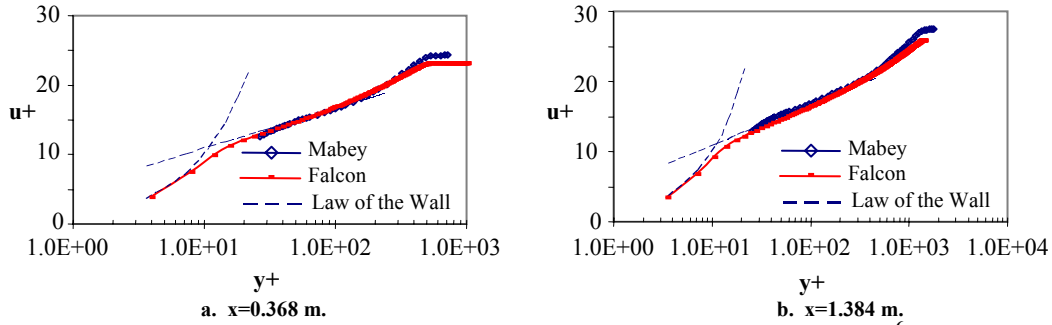 30
20
u+
10
0
Mabey
Falcon
Law of the Wall
1.0E+00 1.0E+01 1.0E+02 1.0E+03
y+
a. x=0.368 m.
30
20
u+
10
0
Mabey
Falcon
Law of the Wall
1.0E+00 1.0E+01 1.0E+02 1.0E+03 1.0E+04
y+
b. x=1.384 m.